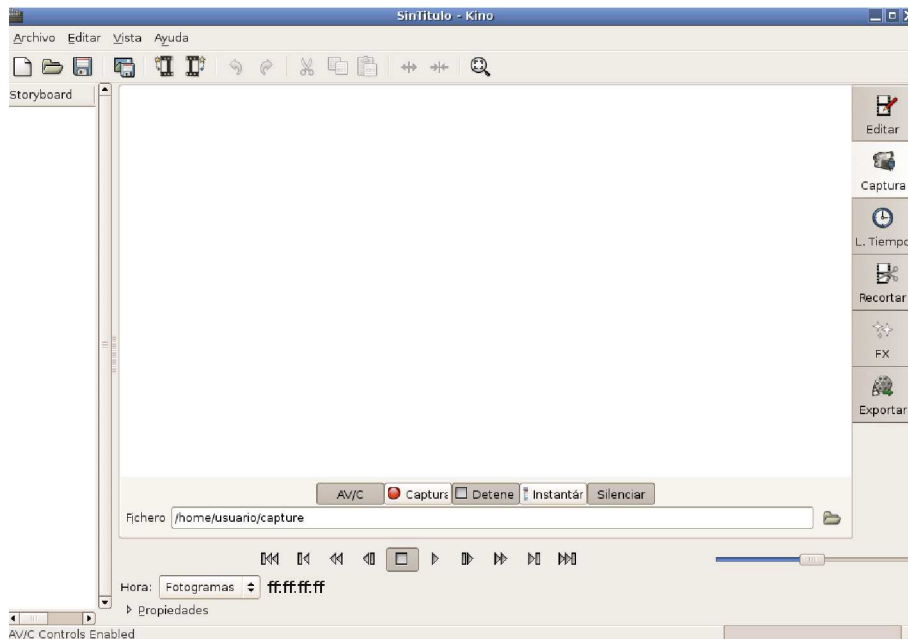 SinTitulo - Kino
Archivo Editar Vista Ayuda
Storyboard
Editar
Captura
L. Tiempo
Recortar
FX
Exportar
AV/C Captura Detene Instantár Silenciar
Fichero /home/usuario/capture
Hora: Fotogramas ff:ff:ff:ff
Propiedades
AV/C Controls Enabled